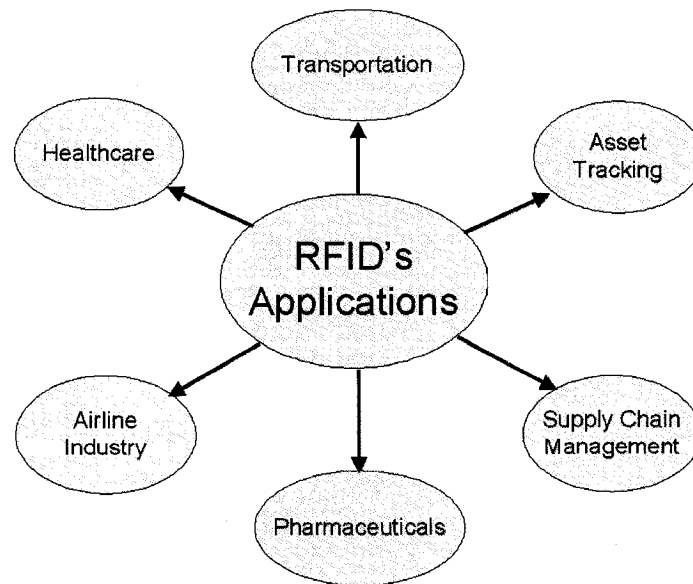 Transportation
Healthcare
Asset
Tracking
RFID's
Applications
Airline
Industry
Supply Chain
Management
Pharmaceuticals